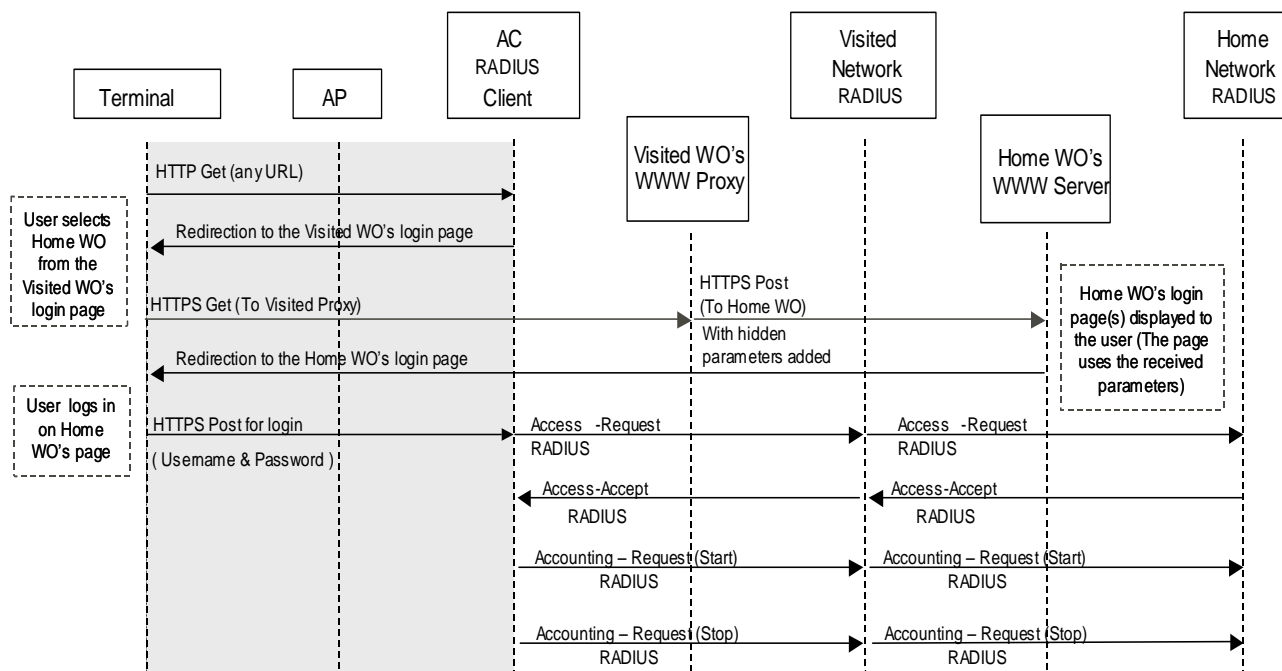 AC
RADIUS
Client
Visited
Network
RADIUS
Home
Network
RADIUS
Terminal
AP
Visited WO's
WWW Proxy
Home WO's
WWW Server
HTTP Get (any URL)
User selects
Home WO
from the
Visited WO's
login page
Redirection to the Visited WO's login page
HTTPS Get (To Visited Proxy)
HTTPS Post
(To Home WO)
With hidden
parameters added
Home WO's login
page(s) displayed to
the user (The page
uses the received
parameters)
Redirection to the Home WO's login page
User logs in
on Home
WO's page
HTTPS Post for login
( Username & Password )
Access -Request
RADIUS
Access -Request
RADIUS
Access-Accept
RADIUS
Access-Accept
RADIUS
Accounting – Request (Start)
RADIUS
Accounting – Request (Start)
RADIUS
Accounting – Request (Stop)
RADIUS
Accounting – Request (Stop)
RADIUS